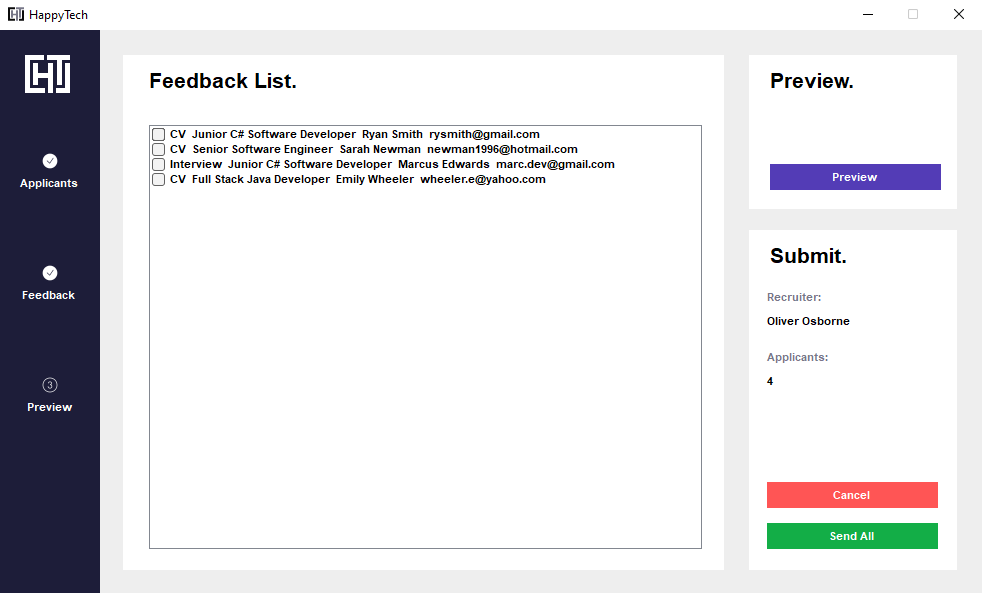 HappyTech
Applicants
Feedback
3
Preview
Feedback List.
CV Junior C# Software Developer Ryan Smith rysmith@gmail.com
CV Senior Software Engineer Sarah Newman newman1996@hotmail.com
Interview Junior C# Software Developer Marcus Edwards marc.dev@gmail.com
CV Full Stack Java Developer Emily Wheeler wheeler.e@yahoo.com
Preview.
Preview
Submit.
Recruiter:
Oliver Osborne
Applicants:
4
Cancel
Send All